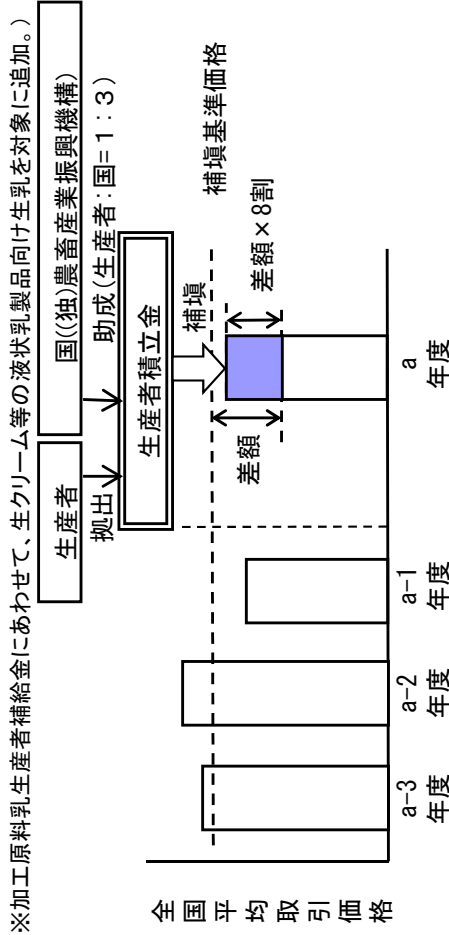 ※加工原料乳生産者補給金にあわせて、生クリーム等の液状乳製品向け生乳を対象に追加。）
生産者
国((独)農畜産業振興機構)
拠出
助成(生産者:国=1:3)
生産者積立金
補塡
補塡基準価格
差額
差額×8割
全国平均取引価格
a-3
年度
a-2
年度
a-1
年度
a
年度